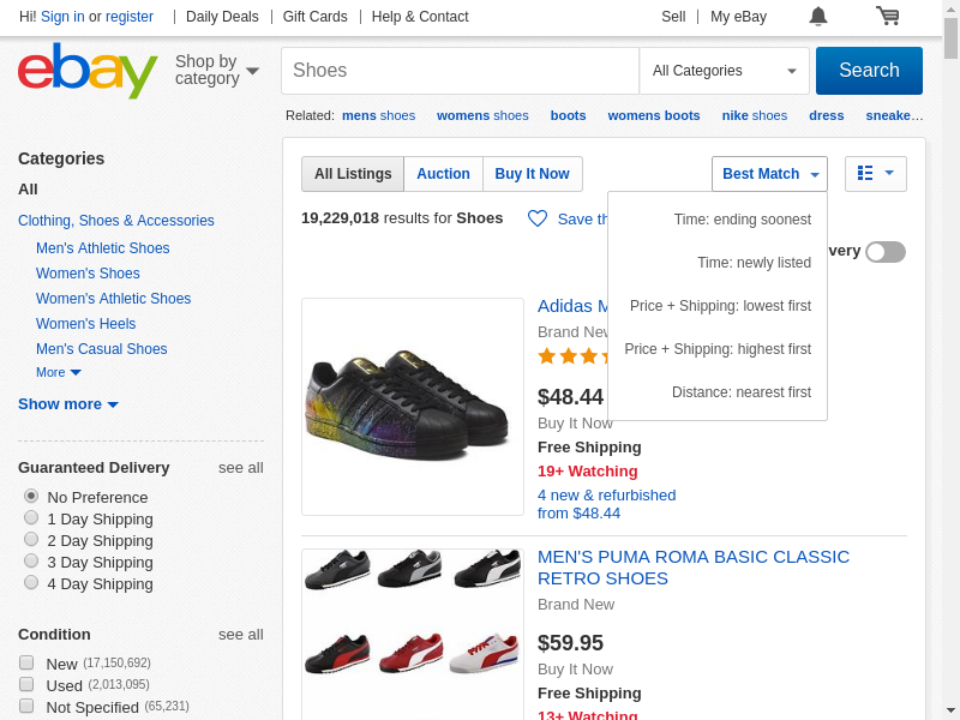 Hi! Sign in or register
Daily Deals
Gift Cards
Help & Contact
Sell
My eBay
ebay
Shop by
category
Shoes
All Categories
Search
Related: mens shoes womens shoes boots womens boots nike shoes dress sneake…
Categories
All
Clothing, Shoes & Accessories
Men's Athletic Shoes
Women's Shoes
Women's Athletic Shoes
Women's Heels
Men's Casual Shoes
More
Show more
Guaranteed Delivery see all
No Preference
1 Day Shipping
2 Day Shipping
3 Day Shipping
4 Day Shipping
Condition see all
New (17,150,692)
Used (2,013,095)
Not Specified (65,231)
All Listings
Auction
Buy It Now
Best Match
19,229,018 results for Shoes
Save th
Time: ending soonest
Time: newly listed
Price + Shipping: lowest first
Price + Shipping: highest first
Distance: nearest first
very
Adidas M
Brand New
$48.44
Buy It Now
Free Shipping
19+ Watching
4 new & refurbished
from $48.44
MEN'S PUMA ROMA BASIC CLASSIC
RETRO SHOES
Brand New
$59.95
Buy It Now
Free Shipping
13+ Watching